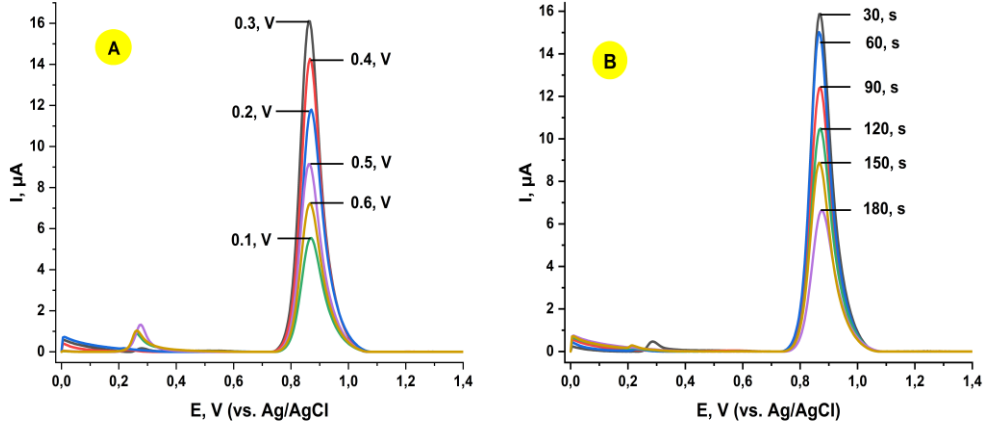 A
0.3, V
0.4, V
0.2, V
0.5, V
0.6, V
0.1, V
I, µA
16
14
12
10
8
6
4
2
0
0,0 0,2 0,4 0,6 0,8 1,0 1,2 1,4
E, V (vs. Ag/AgCl
B
30, s
60, s
90, s
120, s
150, s
180, s
I, µA
16
14
12
10
8
6
4
2
0
0,0 0,2 0,4 0,6 0,8 1,0 1,2 1,4
E, V (vs. Ag/AgCl)